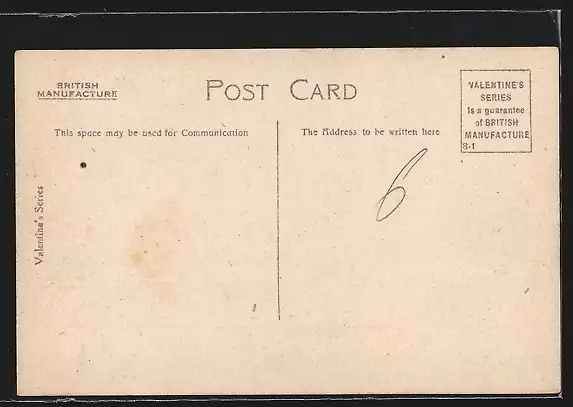 BRITISH
MANUFACTURE
POST CARD
VALENTINE'S
SERIES
Is a guarantee
of BRITISH
MANUFACTURE
8-1
This space may be used for Communication
The Address to be written here
6
Valentine's Series